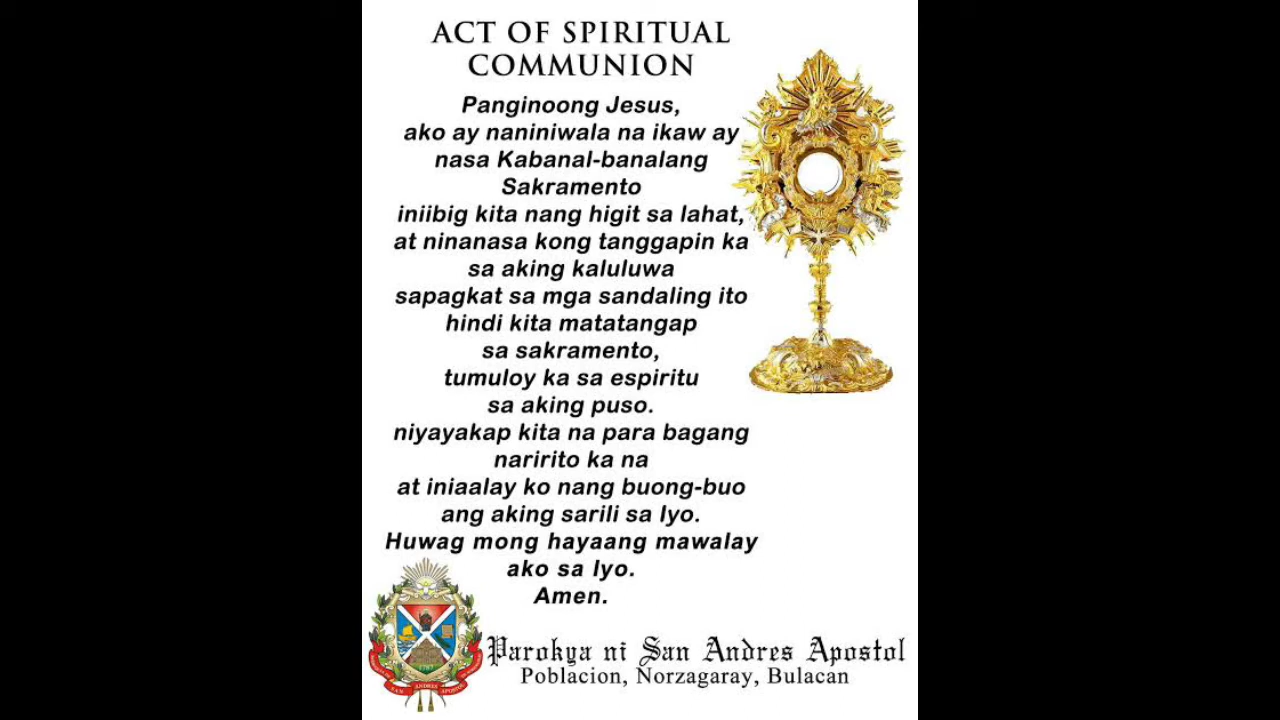 ACT OF SPIRITUAL
COMMUNION
Panginoong Jesus,
ako ay naniniwala na ikaw ay
nasa Kabanal-banalang
Sakramento
iniibig kita nang higit sa lahat,
at ninanasa kong tanggapin ka
sa aking kaluluwa
sapagkat sa mga sandaling ito
hindi kita matatangap
sa sakramento,
tumuloy ka sa espiritu
sa aking puso.
niyayakap kita na para bagang
naririto ka na
at iniaalay ko nang buong-buo
ang aking sarili sa Iyo.
Huwag mong hayaang mawalay
ako sa Iyo.
Amen.
Parokya ni San Andres Apostol
Poblacion, Norzagaray, Bulacan
SAN ANDRES APOSTOL